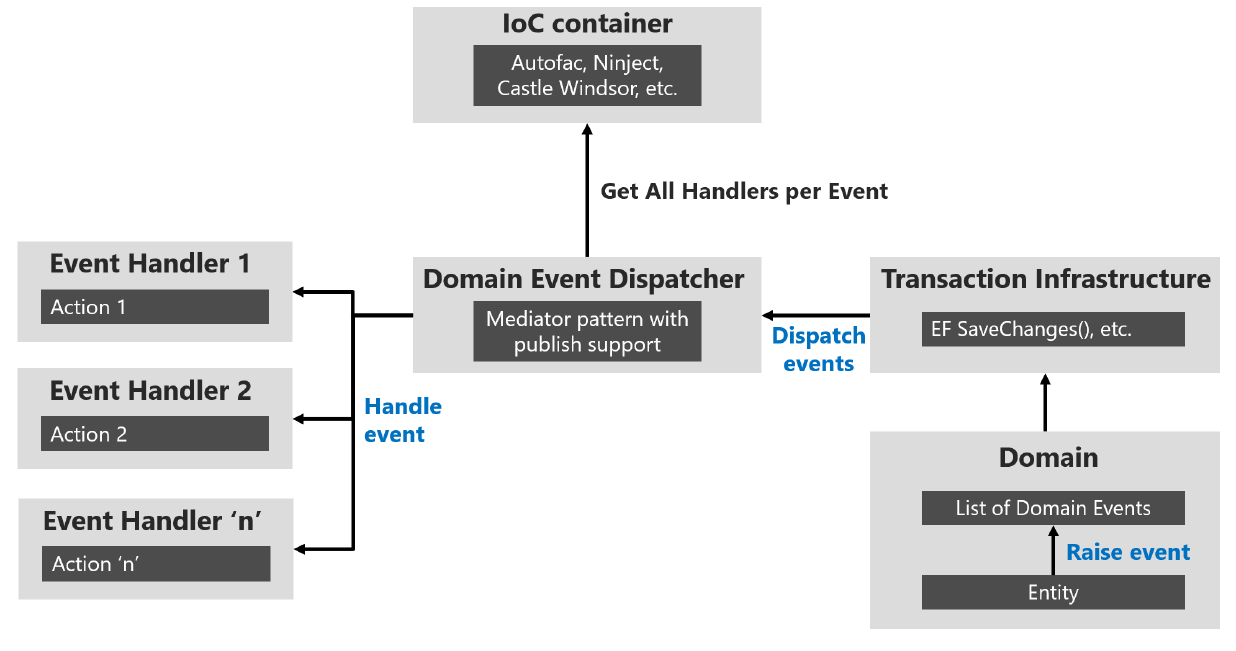 IoC container
Autofac, Ninject,
Castle Windsor, etc.
Get All Handlers per Event
Event Handler 1
Action 1
Domain Event Dispatcher
Mediator pattern with
publish support
Transaction Infrastructure
EF SaveChanges(), etc.
Dispatch
events
Event Handler 2
Action 2
Handle
event
Event Handler ‘n’
Action ‘n’
Domain
List of Domain Events
Raise event
Entity